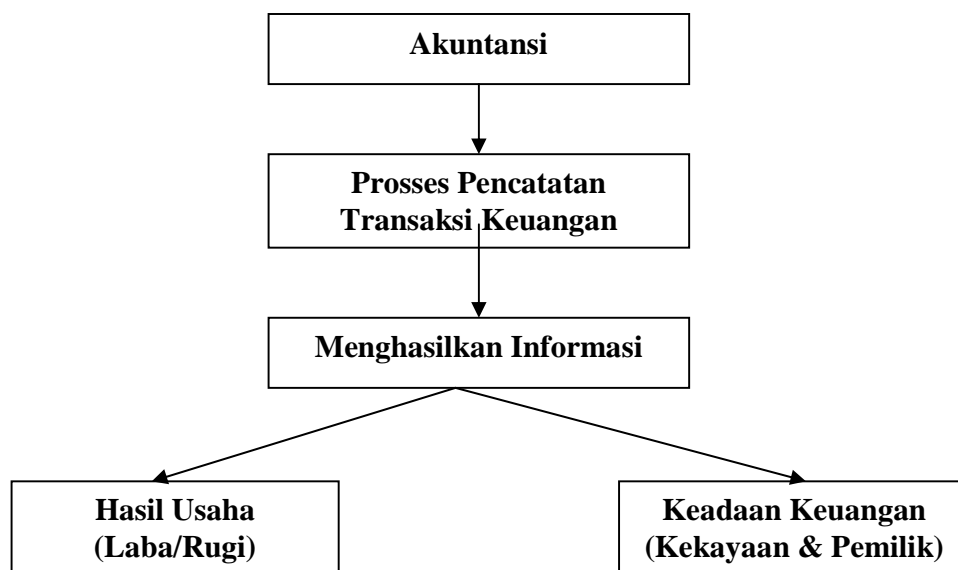 Akuntansi
Prosses Pencatatan
Transaksi Keuangan
Menghasilkan Informasi
Hasil Usaha
(Laba/Rugi)
Keadaan Keuangan
(Kekayaan & Pemilik)